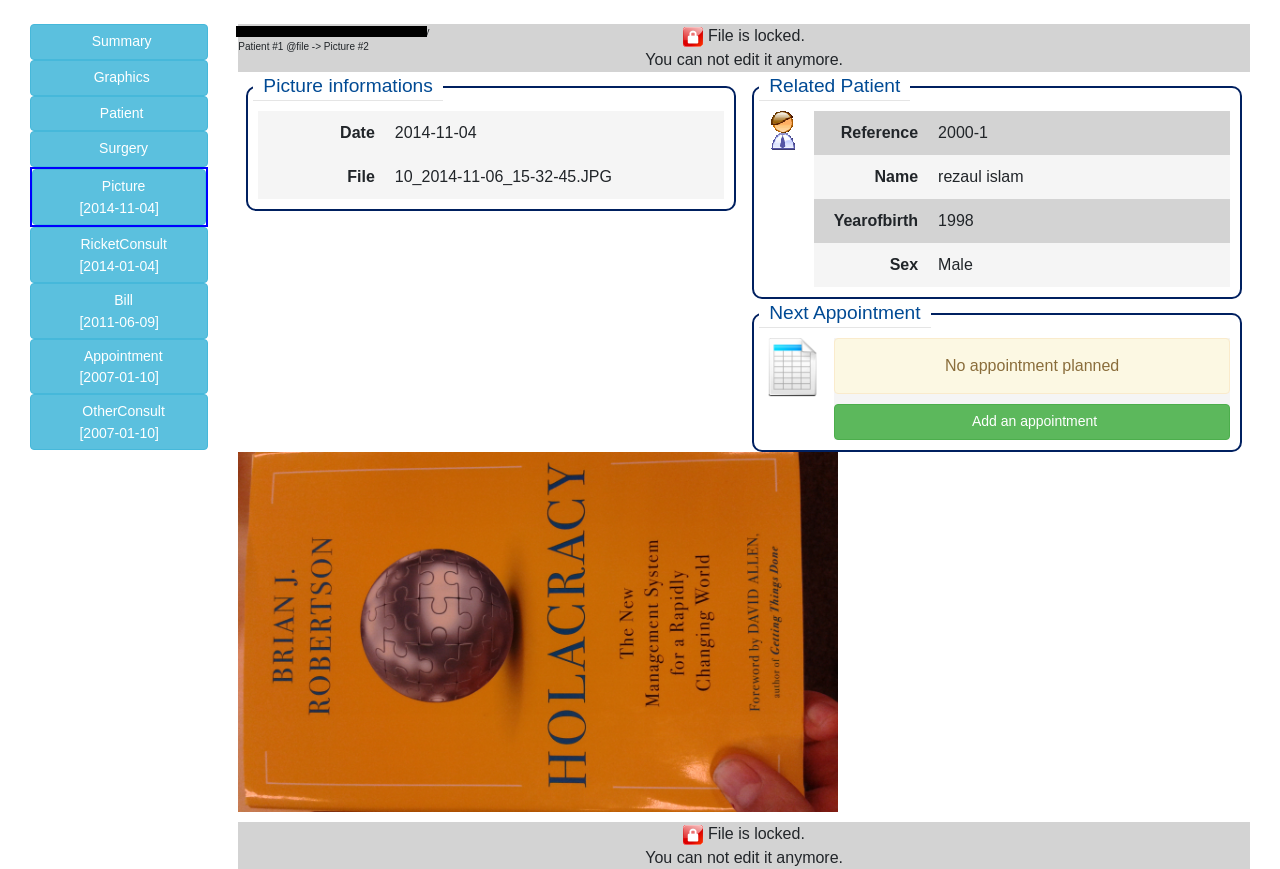 Summary
Graphics
Patient
Surgery
Picture
[2014-11-04]
RicketConsult
[2014-01-04]
Bill
[2011-06-09]
Appointment
[2007-01-10]
OtherConsult
[2007-01-10]
Patient #1 @file -> Picture #2
File is locked.
You can not edit it anymore.
Picture informations
Date 2014-11-04
File 10_2014-11-06_15-32-45.JPG
Related Patient
Reference 2000-1
Name rezaul islam
Yearofbirth 1998
Sex Male
Next Appointment
No appointment planned
Add an appointment
BRIAN J.
ROBERTSON
HOLACRACY
The New
Management System
for a Rapidly
Changing World
Foreword by DAVID ALLEN,
author of Getting Things Done
File is locked.
You can not edit it anymore.